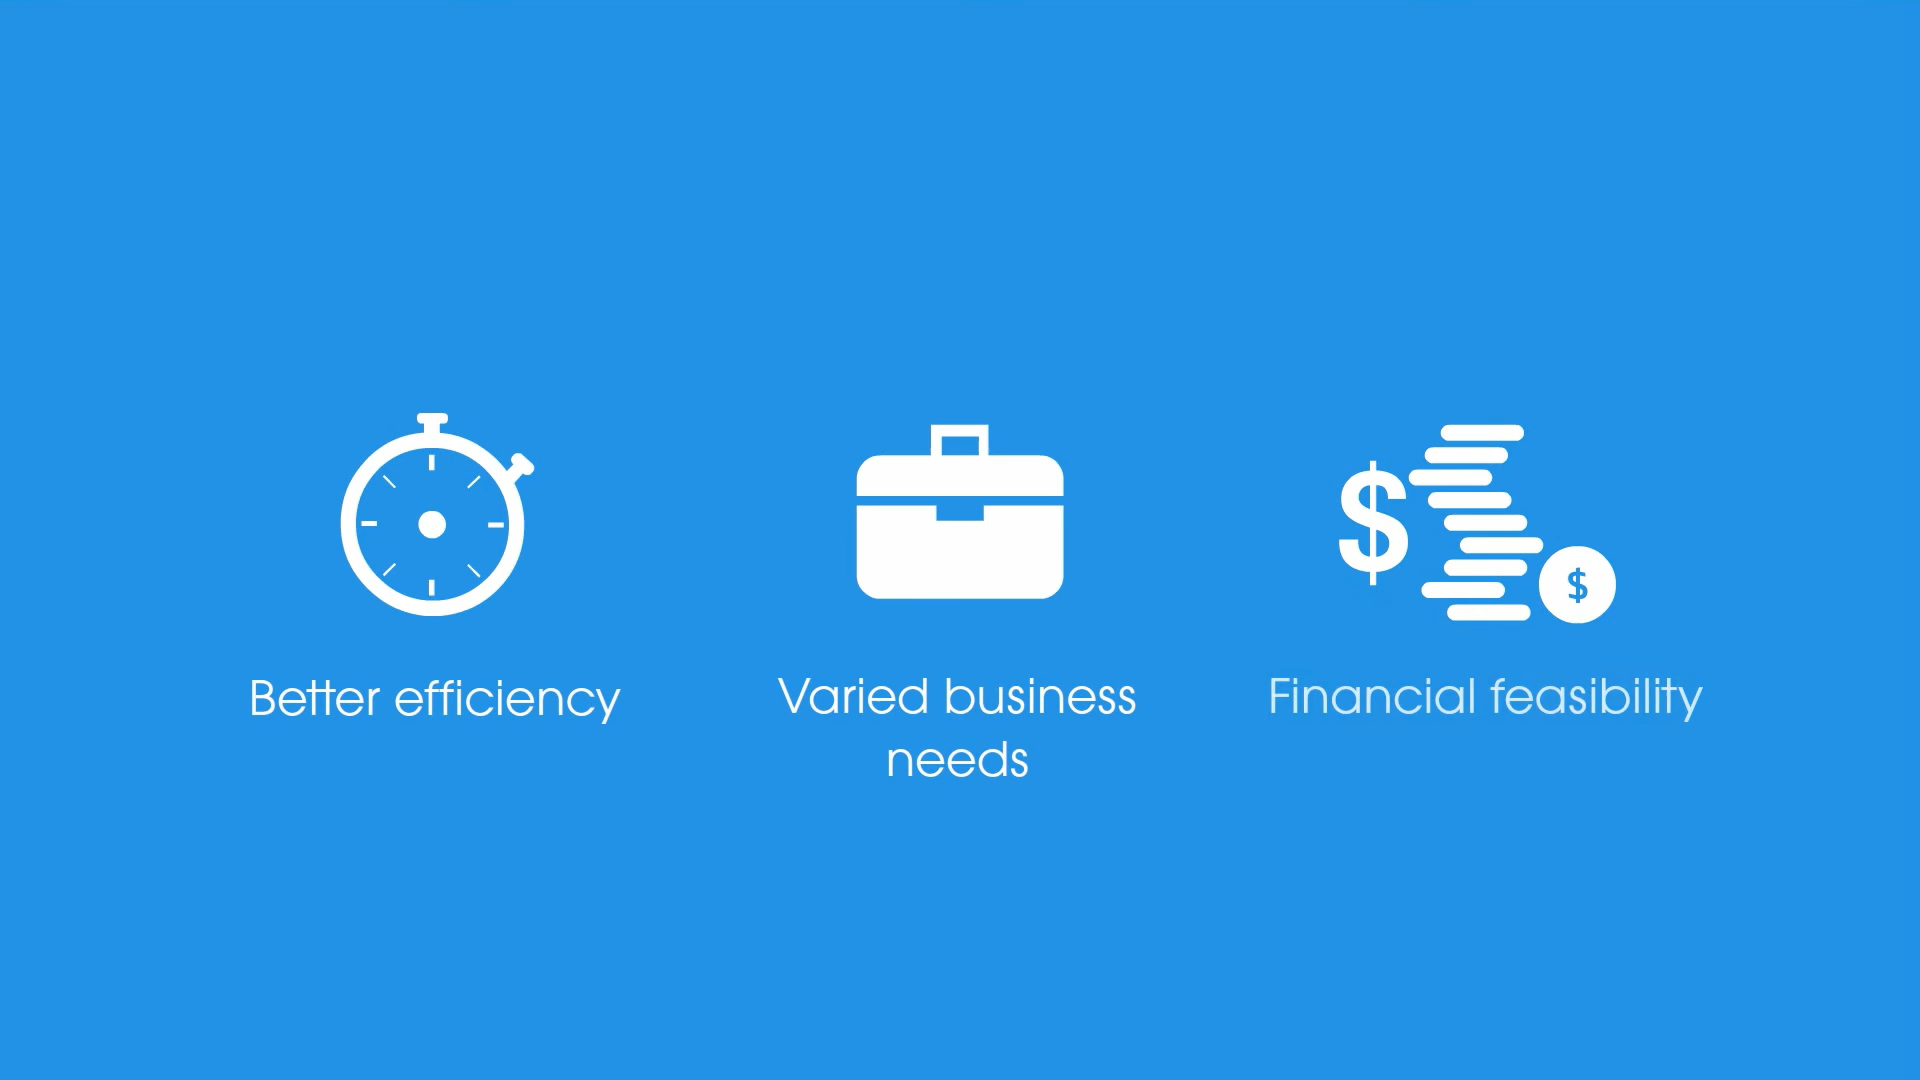 Better efficiency
Varied business
needs
Financial feasibility
$
$